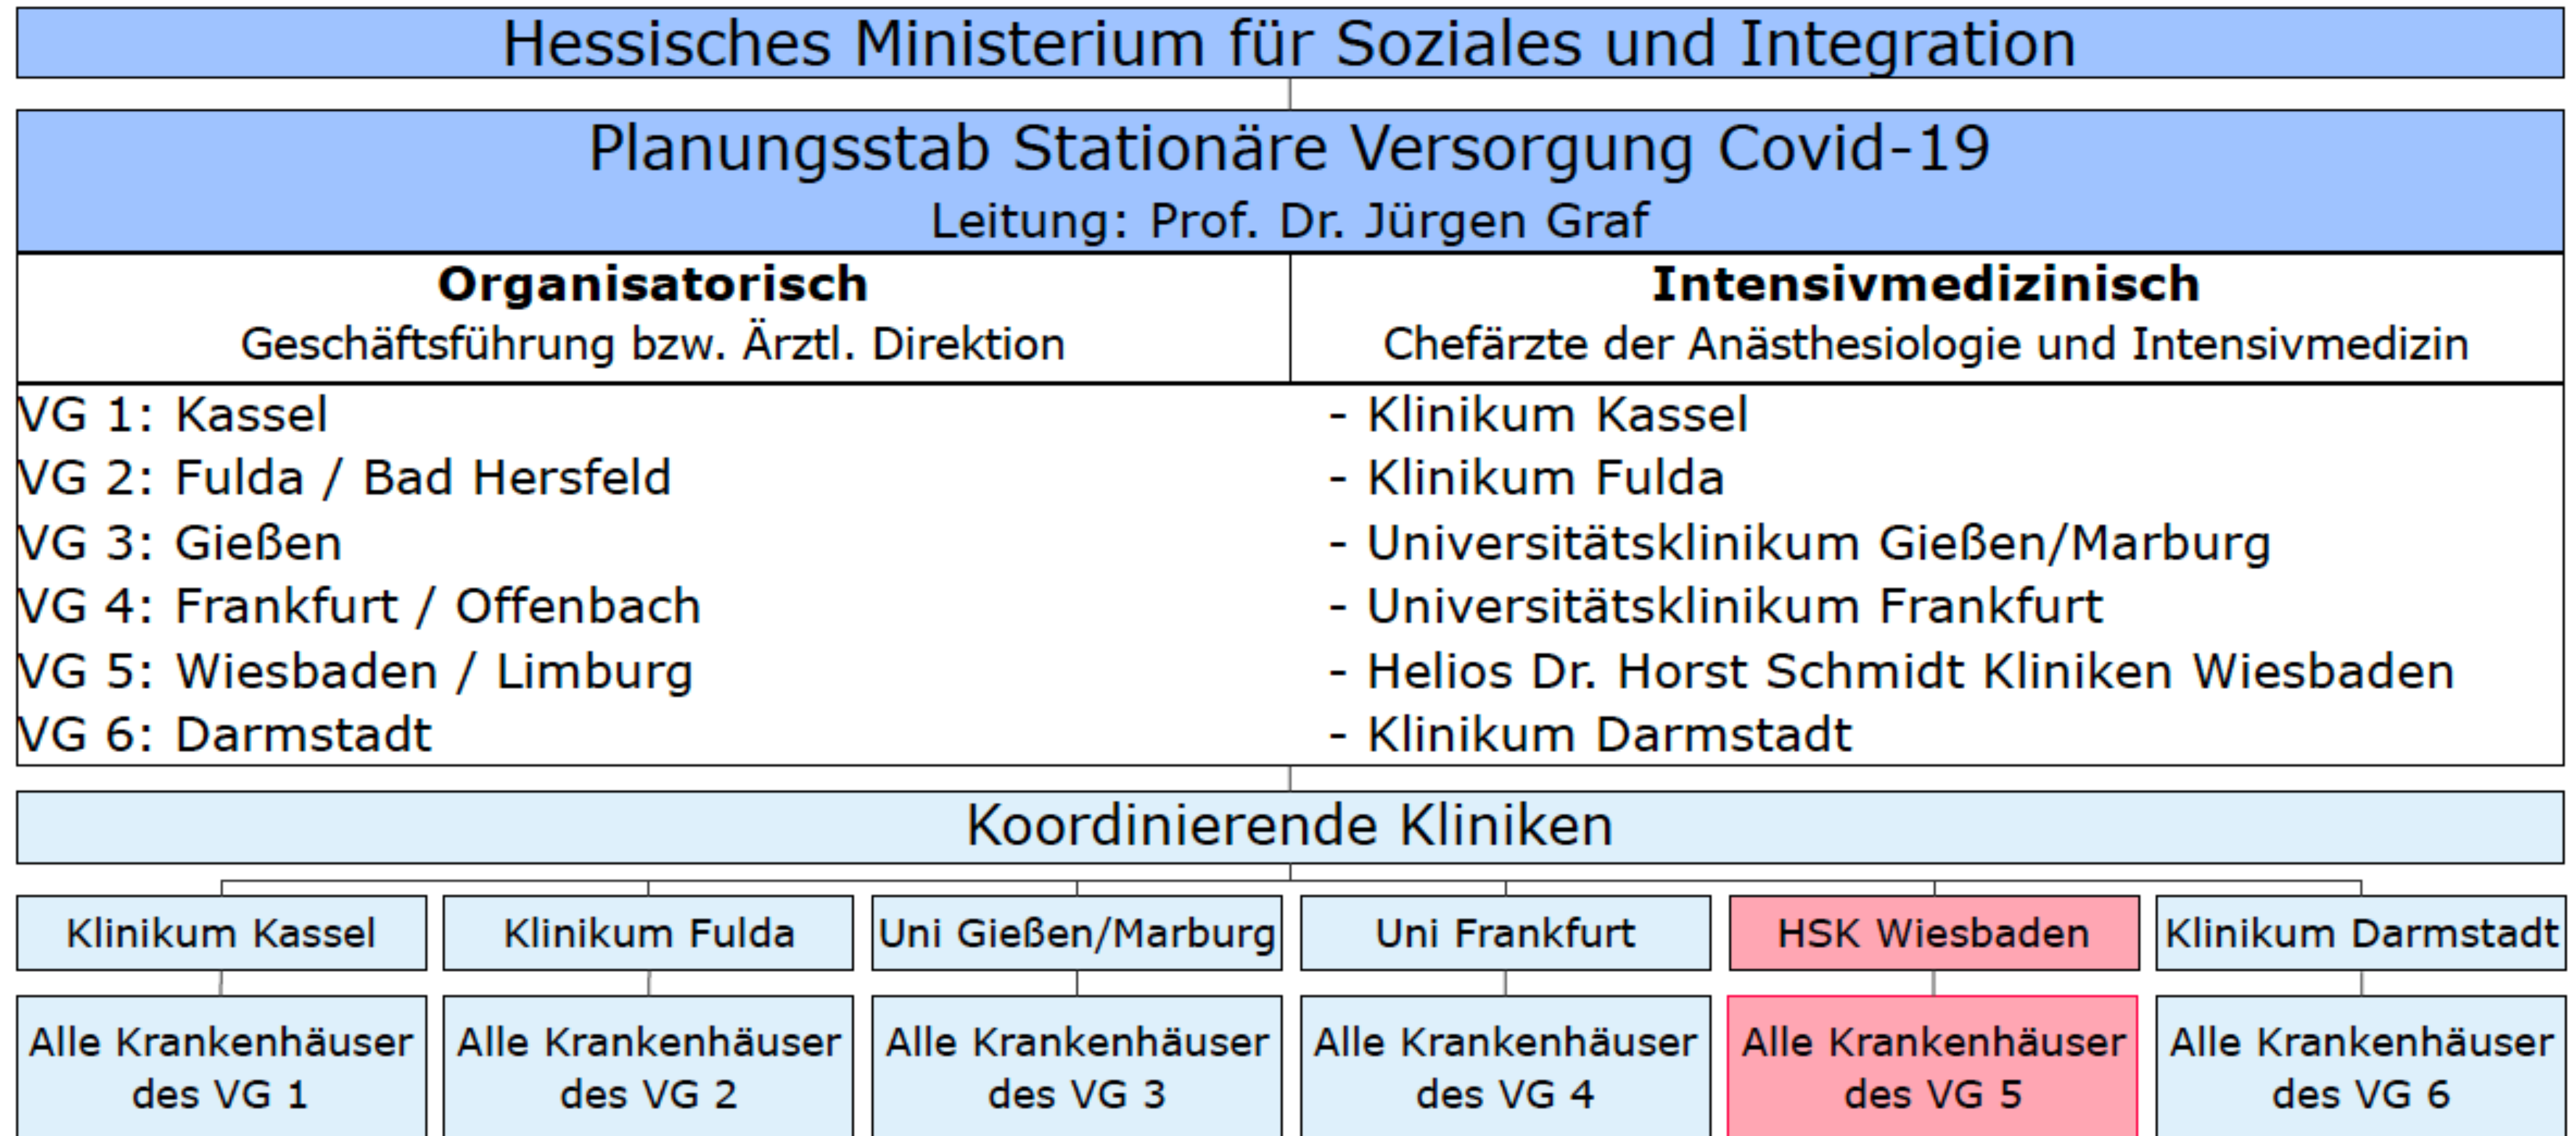 Hessisches Ministerium für Soziales und Integration
Planungsstab Stationäre Versorgung Covid-19
Leitung: Prof. Dr. Jürgen Graf
Organisatorisch
Geschäftsführung bzw. Ärztl. Direktion
Intensivmedizinisch
Chefärzte der Anästhesiologie und Intensivmedizin
VG 1: Kassel
VG 2: Fulda / Bad Hersfeld
VG 3: Gießen
VG 4: Frankfurt / Offenbach
VG 5: Wiesbaden / Limburg
VG 6: Darmstadt
- Klinikum Kassel
- Klinikum Fulda
- Universitätsklinikum Gießen/Marburg
- Universitätsklinikum Frankfurt
- Helios Dr. Horst Schmidt Kliniken Wiesbaden
- Klinikum Darmstadt
Koordinierende Kliniken
Klinikum Kassel
Klinikum Fulda
Uni Gießen/Marburg
Uni Frankfurt
HSK Wiesbaden
Klinikum Darmstadt
Alle Krankenhäuser
des VG 1
Alle Krankenhäuser
des VG 2
Alle Krankenhäuser
des VG 3
Alle Krankenhäuser
des VG 4
Alle Krankenhäuser
des VG 5
Alle Krankenhäuser
des VG 6